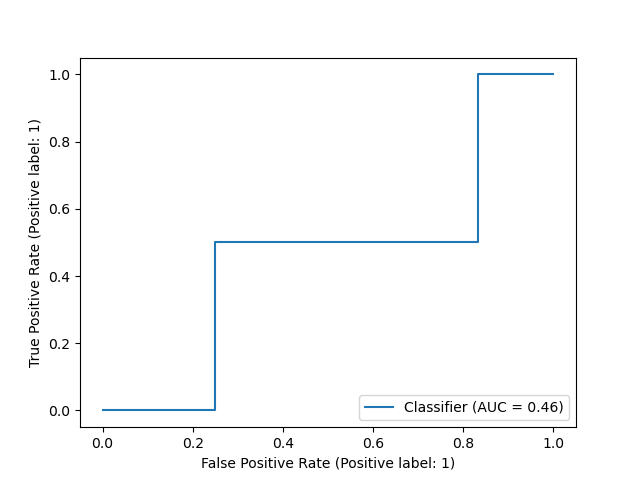 True Positive Rate (Positive label: 1)
1.0
0.8
0.6
0.4
0.2
0.0
Classifier (AUC = 0.46)
0.0 0.2 0.4 0.6 0.8 1.0
False Positive Rate (Positive label: 1)